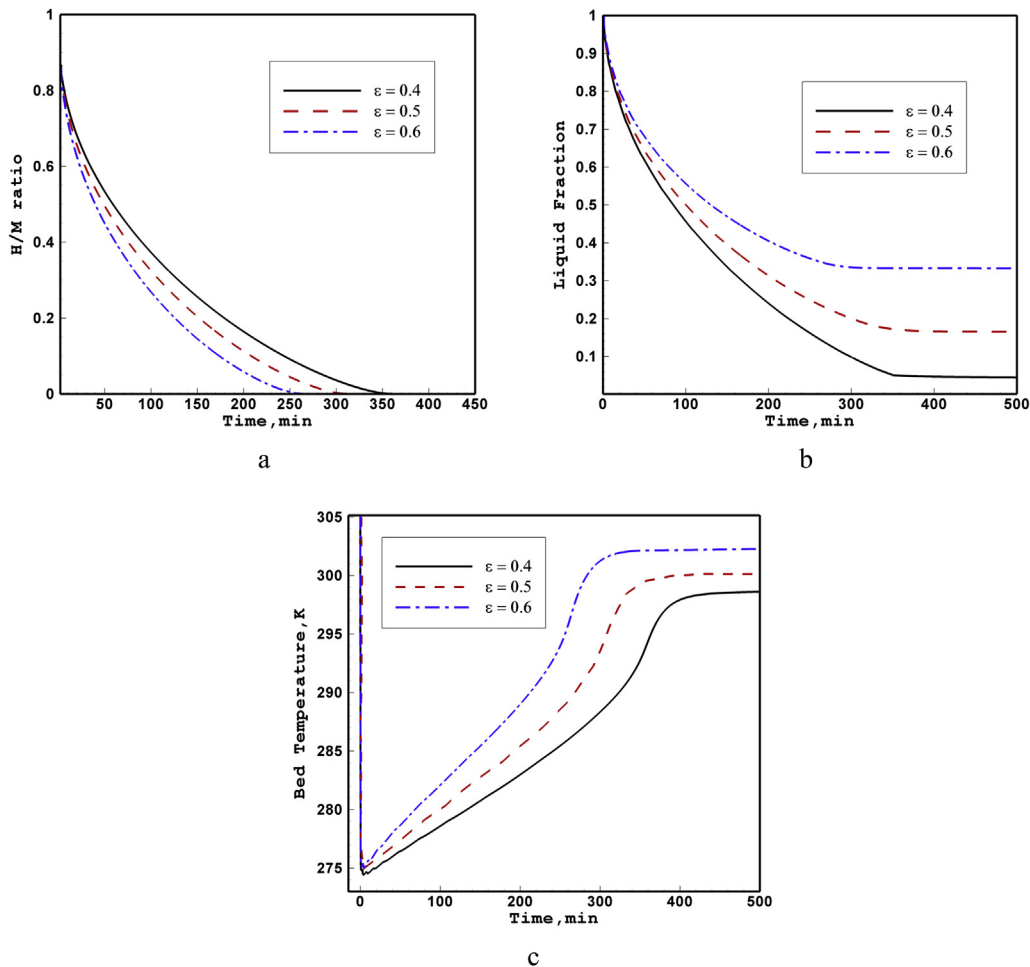 1
0.8
0.6
0.4
0.2
0
H/M ratio
ε = 0.4
ε = 0.5
ε = 0.6
50 100 150 200 250 300 350 400 450
Time,min
a
1
0.9
0.8
0.7
0.6
0.5
0.4
0.3
0.2
0.1
Liquid Fraction
ε = 0.4
ε = 0.5
ε = 0.6
0 100 200 300 400 500
Time,min
b
305
300
295
290
285
280
275
Bed Temperature,K
ε = 0.4
ε = 0.5
ε = 0.6
0 100 200 300 400 500
Time,min
c